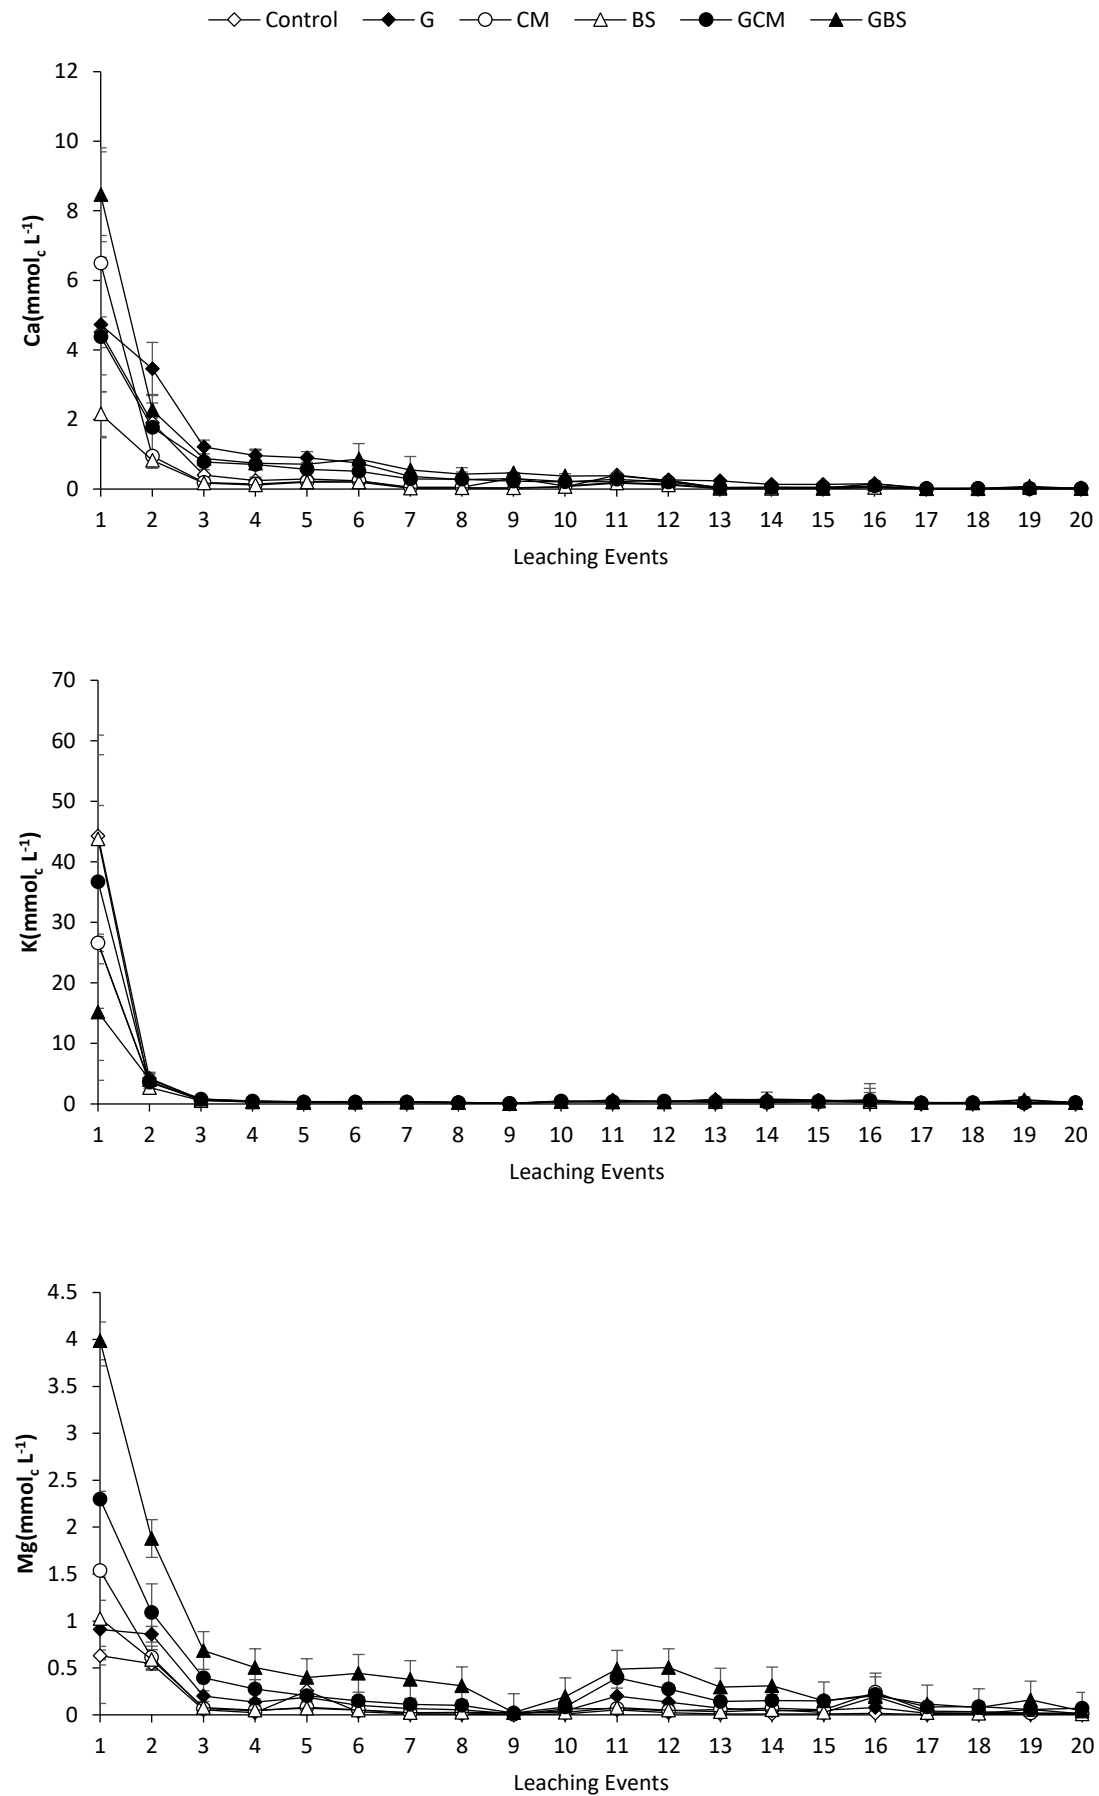 Control G CM BS GCM GBS
12
10
8
6
4
2
0
Ca(mmolc L-1)
1 2 3 4 5 6 7 8 9 10 11 12 13 14 15 16 17 18 19 20
Leaching Events
70
60
50
40
30
20
10
0
K(mmolc L-1)
1 2 3 4 5 6 7 8 9 10 11 12 13 14 15 16 17 18 19 20
Leaching Events
4.5
4
3.5
3
2.5
2
1.5
1
0.5
0
Mg(mmolc L-1)
1 2 3 4 5 6 7 8 9 10 11 12 13 14 15 16 17 18 19 20
Leaching Events